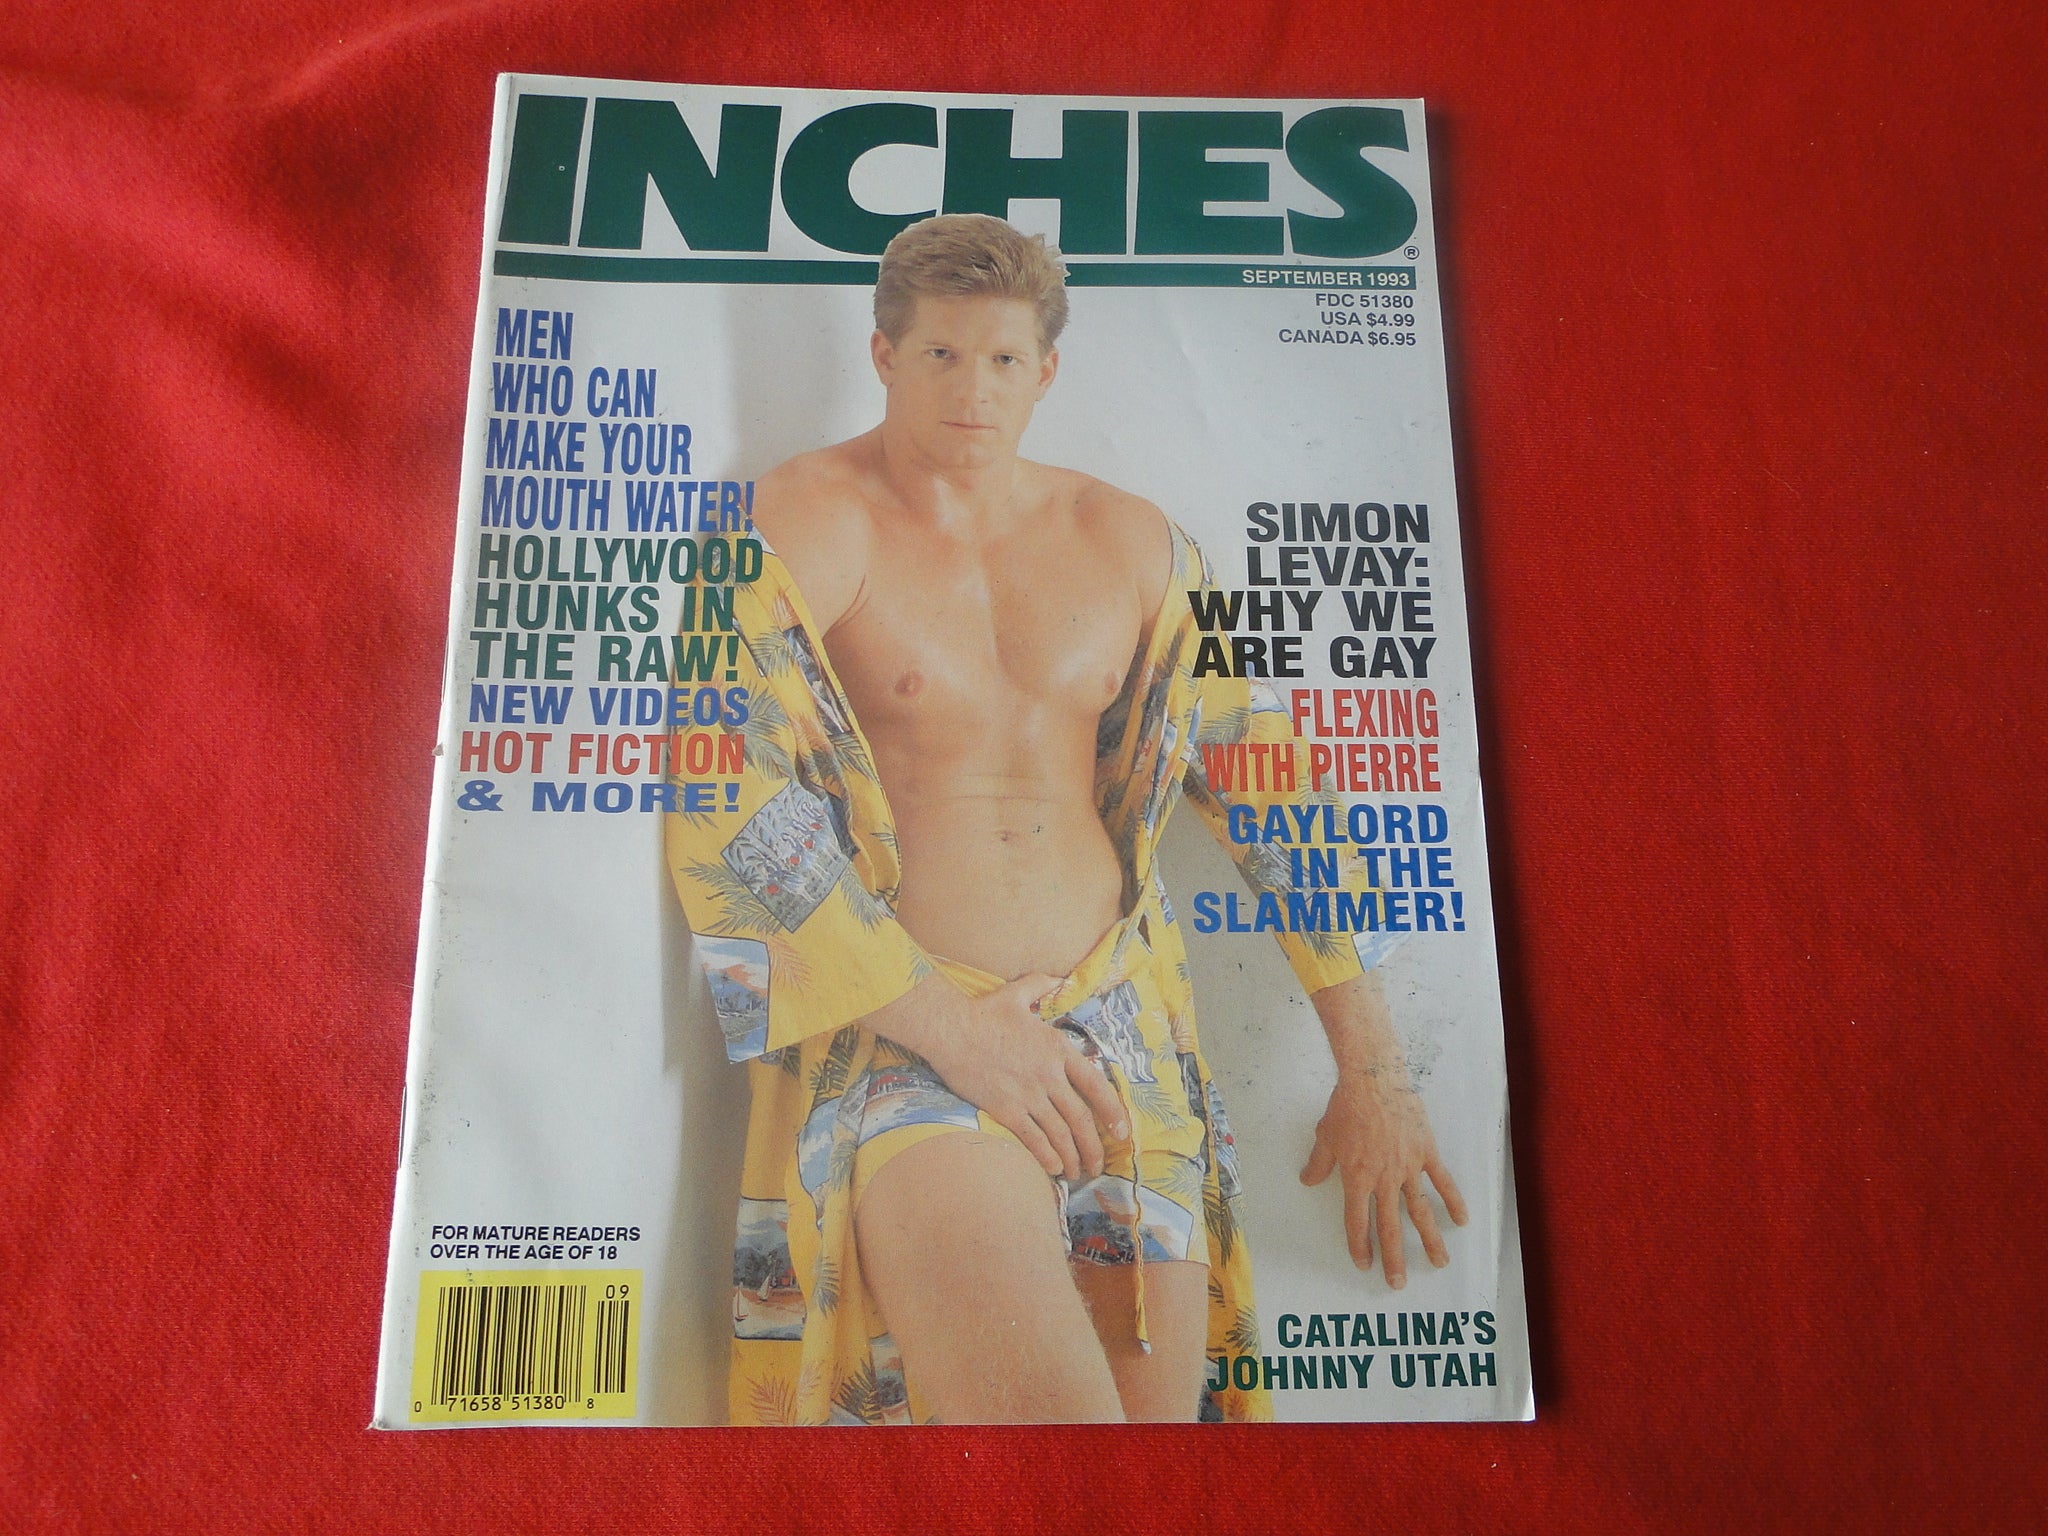 INCHES®
SEPTEMBER 1993
FDC 51380
USA $4.99
CANADA $6.95
MEN
WHO CAN
MAKE YOUR
MOUTH WATER!
HOLLYWOOD
HUNKS IN
THE RAW!
NEW VIDEOS
HOT FICTION
& MORE!
SIMON
LEVAY:
WHY WE
ARE GAY
FLEXING
WITH PIERRE
GAYLORD
IN THE
SLAMMER!
FOR MATURE READERS
OVER THE AGE OF 18
09
0 71658 51380 8
CATALINA'S
JOHNNY UTAH